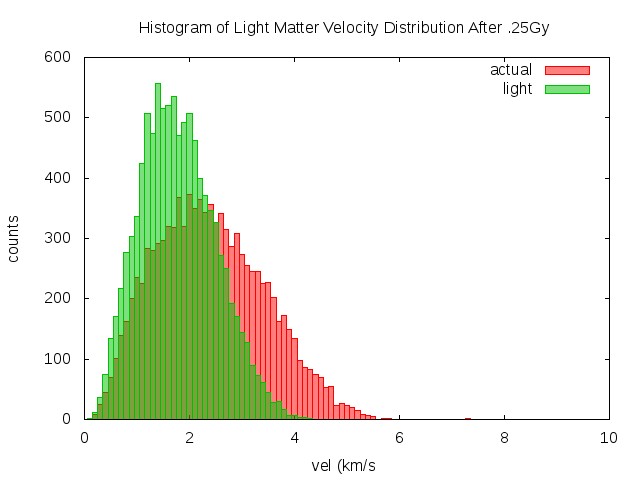 Histogram of Light Matter Velocity Distribution After .25Gy
600
500
400
300
200
100
0
counts
0 2 4 6 8 10
vel (km/s
actual
light